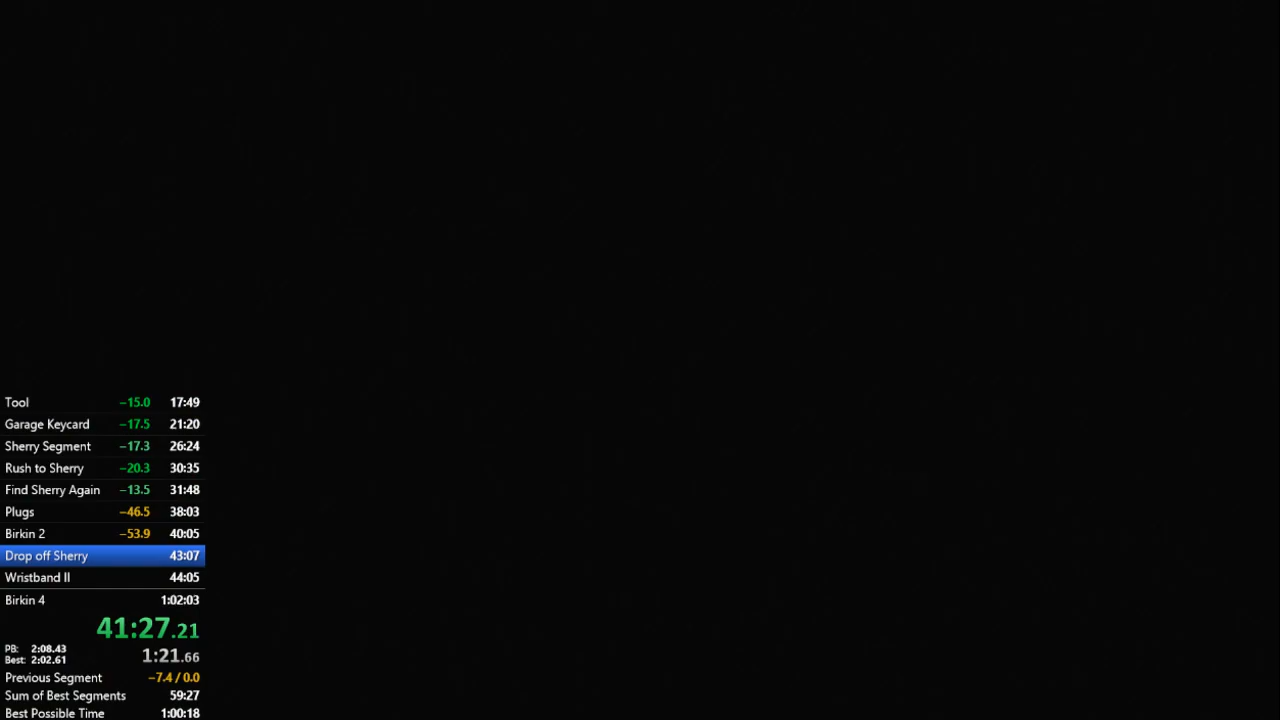 Tool −15.0 17:49
Garage Keycard −17.5 21:20
Sherry Segment −17.3 26:24
Rush to Sherry −20.3 30:35
Find Sherry Again −13.5 31:48
Plugs −46.5 38:03
Birkin 2 −53.9 40:05
Drop off Sherry 43:07
Wristband II 44:05
Birkin 4 1:02:03
41:27.21
PB: 2:08.43
Best: 2:02.61
1:21.66
Previous Segment −7.4 / 0.0
Sum of Best Segments 59:27
Best Possible Time 1:00:18